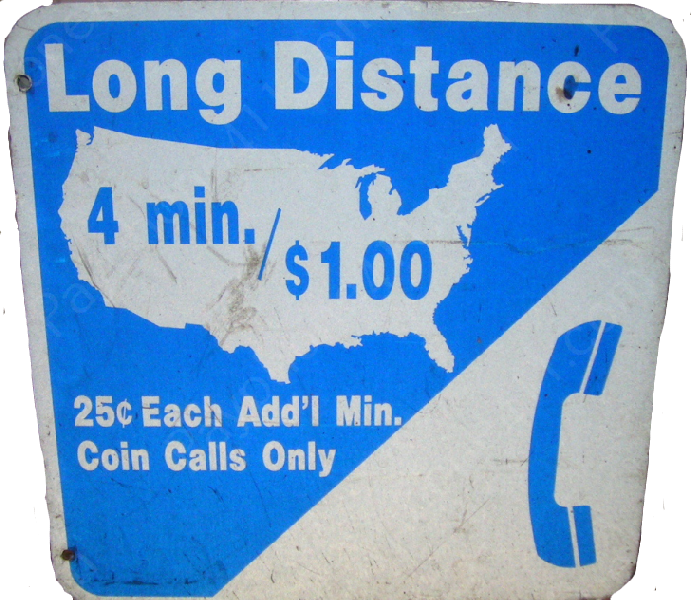 Long Distance
4 min./
$1.00
25¢ Each Add'l Min.
Coin Calls Only